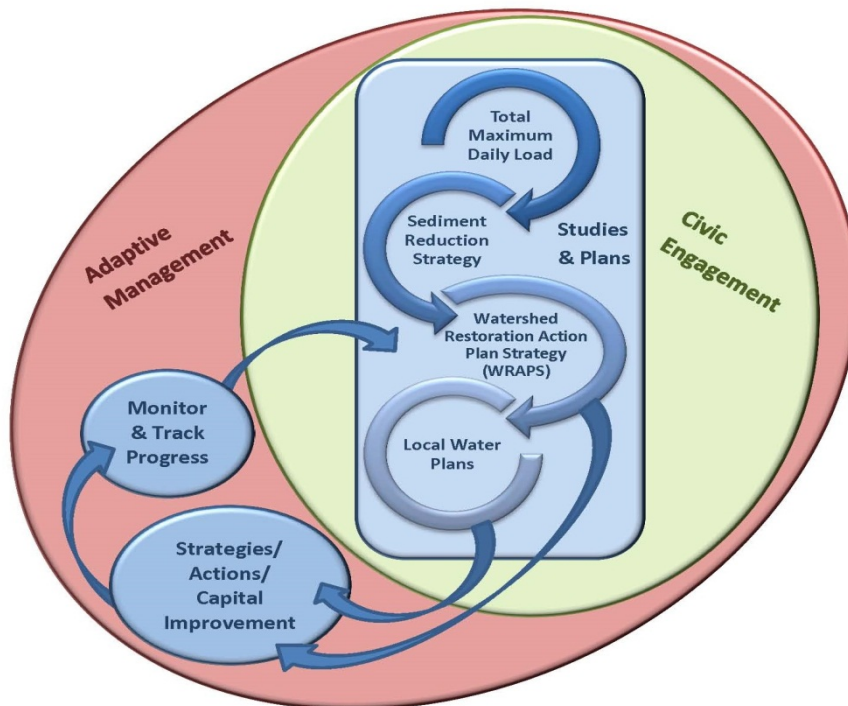 Total
Maximum
Daily Load
Sediment
Reduction
Strategy
Studies
& Plans
Civic
Engagement
Adaptive
Management
Watershed
Restoration Action
Plan Strategy
(WRAPS)
Monitor
& Track
Progress
Local Water
Plans
Strategies/
Actions/
Capital
Improvement